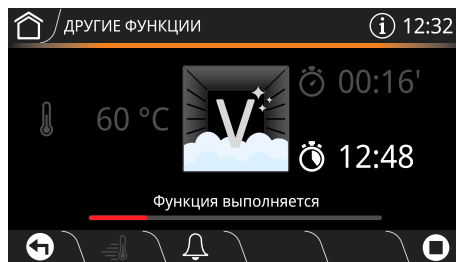 ДРУГИЕ ФУНКЦИИ
i 12:32
60 °C
V
00:16'
12:48
Функция выполняется